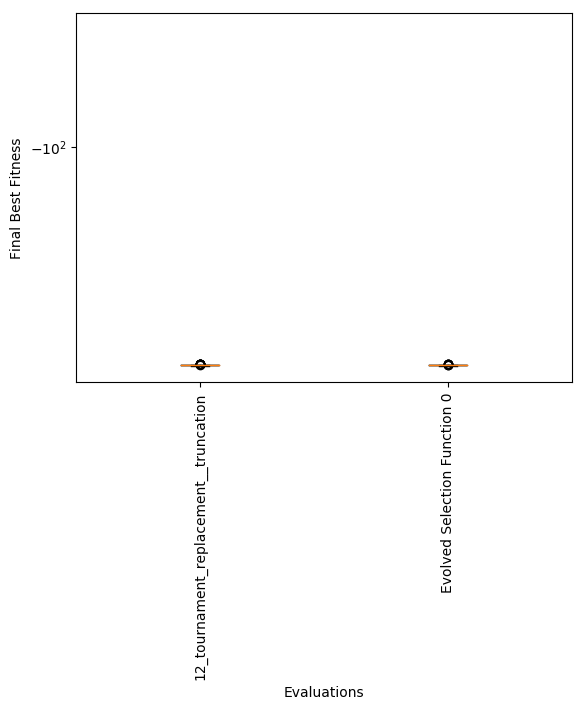 Final Best Fitness
−10²
12_tournament_replacement__truncation
Evolved Selection Function 0
Evaluations